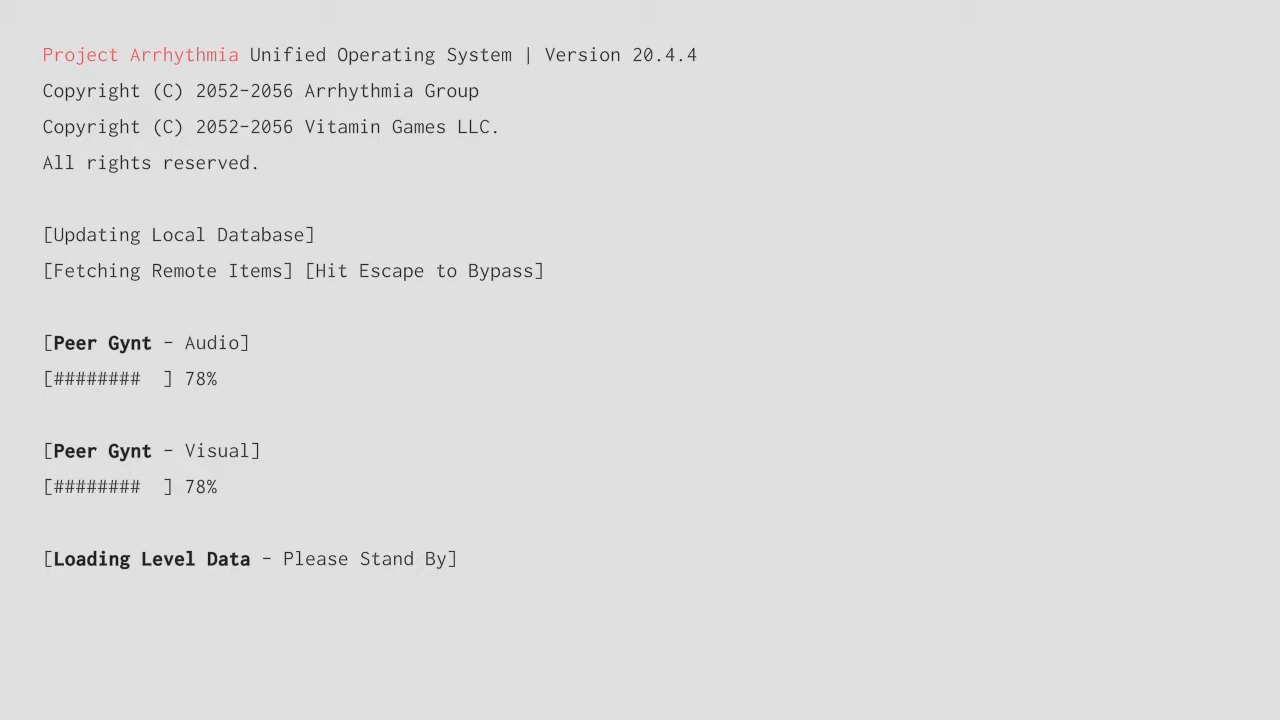 Project Arrhythmia Unified Operating System | Version 20.4.4
Copyright (C) 2052-2056 Arrhythmia Group
Copyright (C) 2052-2056 Vitamin Games LLC.
All rights reserved.
[Updating Local Database]
[Fetching Remote Items] [Hit Escape to Bypass]
[Peer Gynt - Audio]
[########  ] 78%
[Peer Gynt - Visual]
[########  ] 78%
[Loading Level Data - Please Stand By]